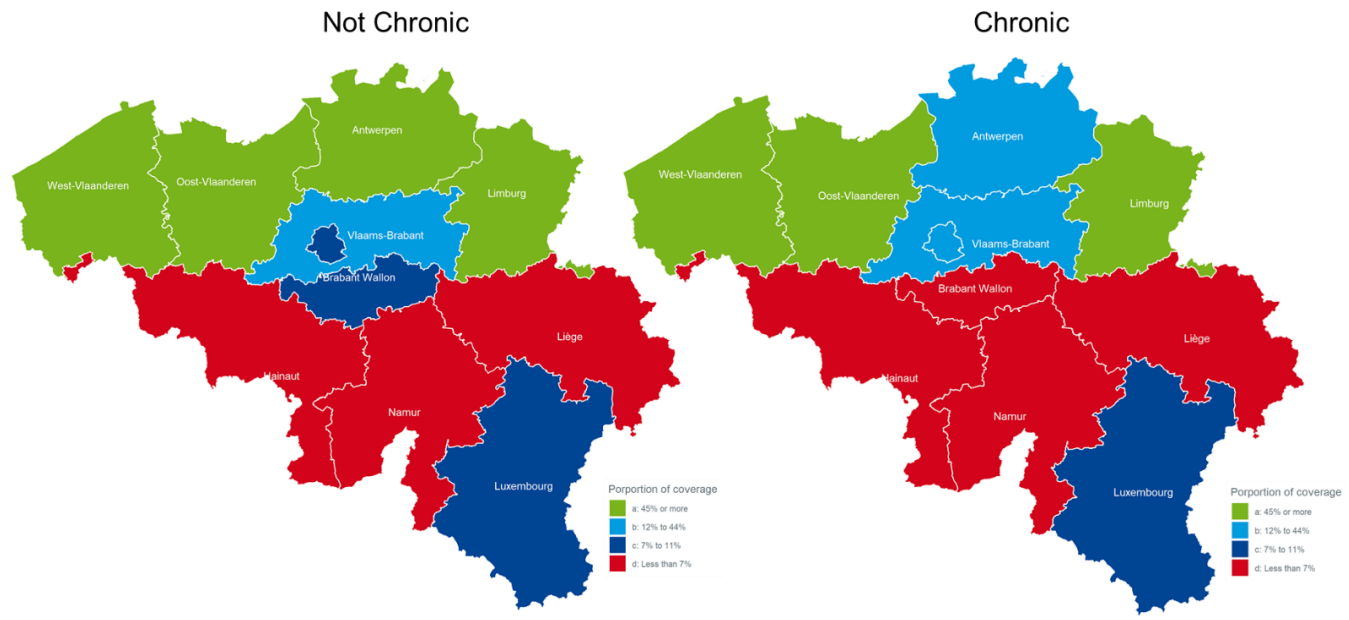 Not Chronic
Antwerpen
West-Vlaanderen
Oost-Vlaanderen
Limburg
Vlaams-Brabant
Brabant Wallon
Liège
Hainaut
Namur
Luxembourg
Porportion of coverage
a: 45% or more
b: 12% to 44%
c: 7% to 11%
d: Less than 7%
Chronic
Antwerpen
West-Vlaanderen
Oost-Vlaanderen
Limburg
Vlaams-Brabant
Brabant Wallon
Liège
Hainaut
Namur
Luxembourg
Porportion of coverage
a: 45% or more
b: 12% to 44%
c: 7% to 11%
d: Less than 7%